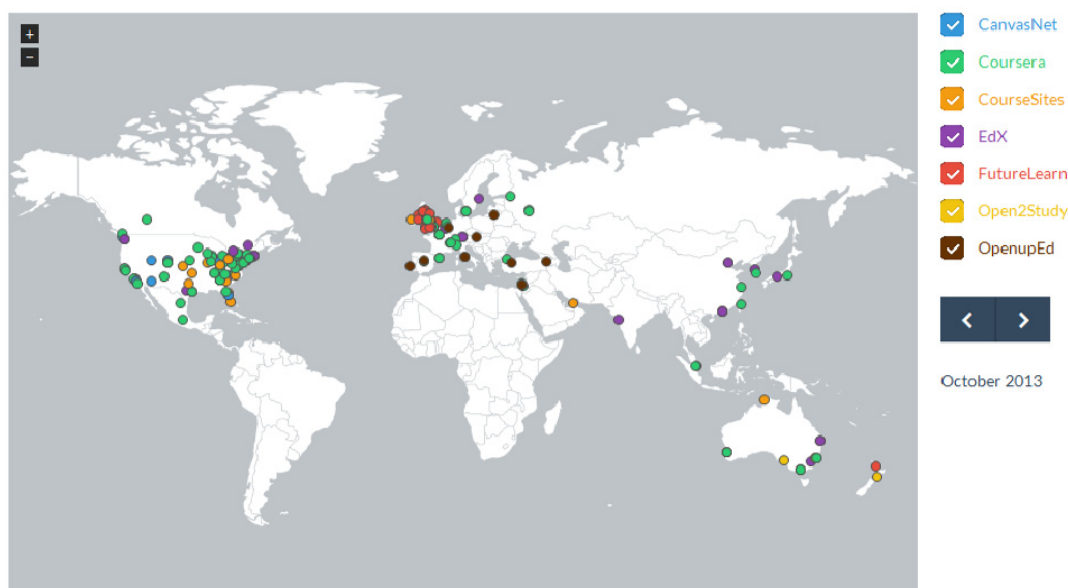 +
−
CanvasNet
Coursera
CourseSites
EdX
FutureLearn
Open2Study
OpenupEd
October 2013